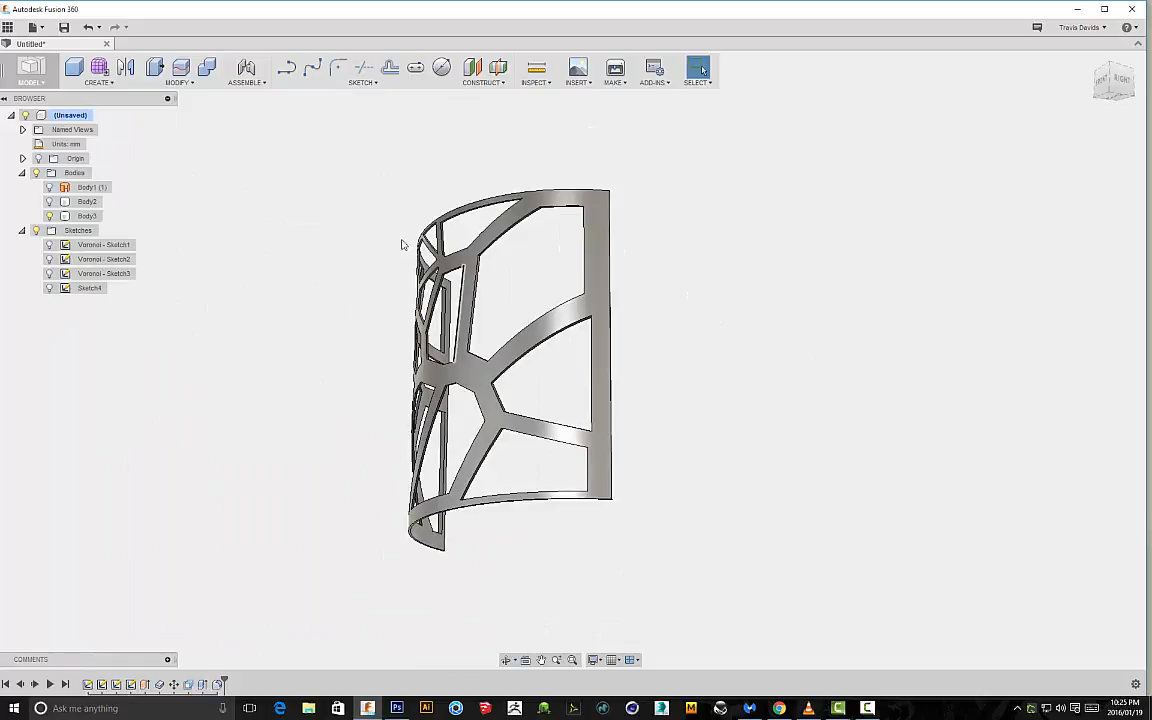 Autodesk Fusion 360
Travis Davids
Untitled*
MODEL
CREATE
MODIFY
ASSEMBLE
SKETCH
CONSTRUCT
INSPECT
INSERT
MAKE
ADD-INS
SELECT
BROWSER
FRONT RIGHT
(Unsaved)
Named Views
Units: mm
Origin
Bodies
Body1 (1)
Body2
Body3
Sketches
Voronoi - Sketch1
Voronoi - Sketch2
Voronoi - Sketch3
Sketch4
COMMENTS
Ask me anything
10:25 PM
2016/01/19